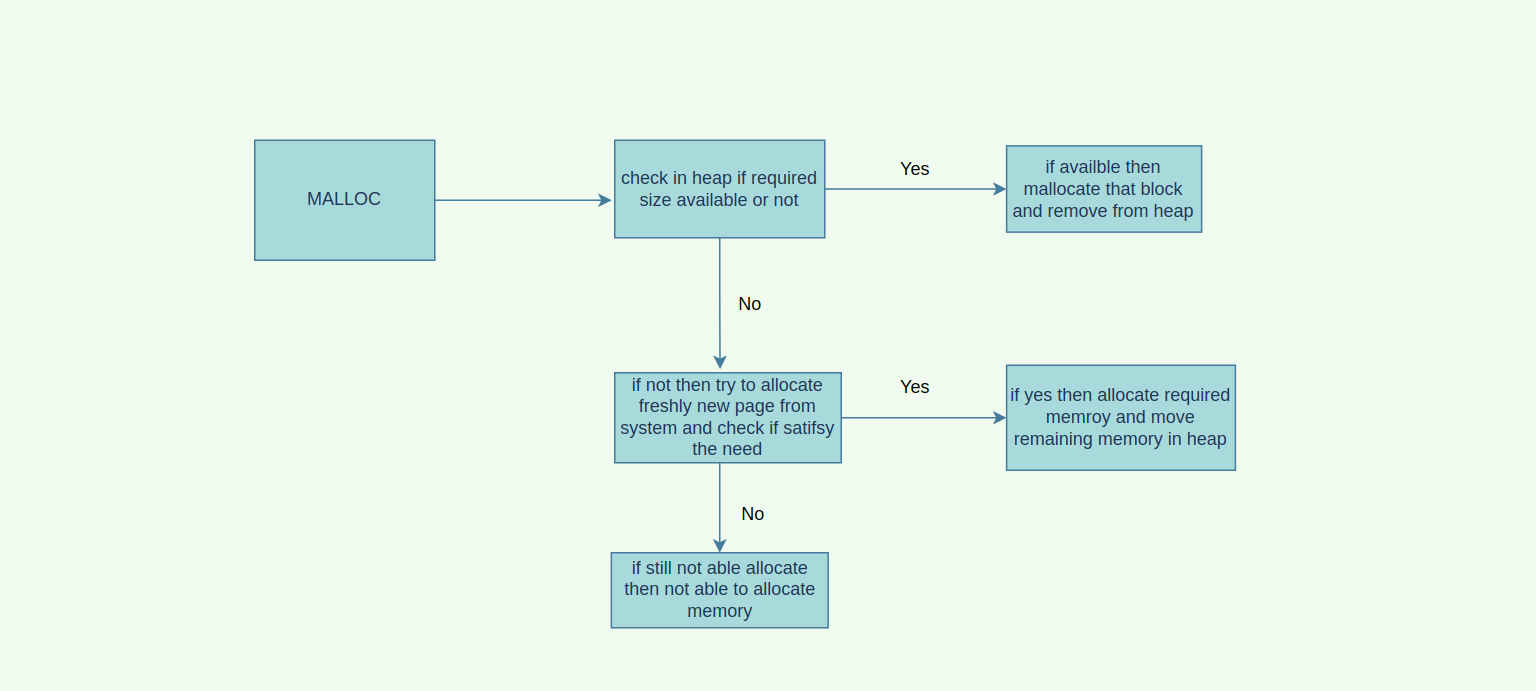 MALLOC
check in heap if required
size available or not
Yes
if availble then
mallocate that block
and remove from heap
No
if not then try to allocate
freshly new page from
system and check if satifsy
the need
Yes
if yes then allocate required
memroy and move
remaining memory in heap
No
if still not able allocate
then not able to allocate
memory